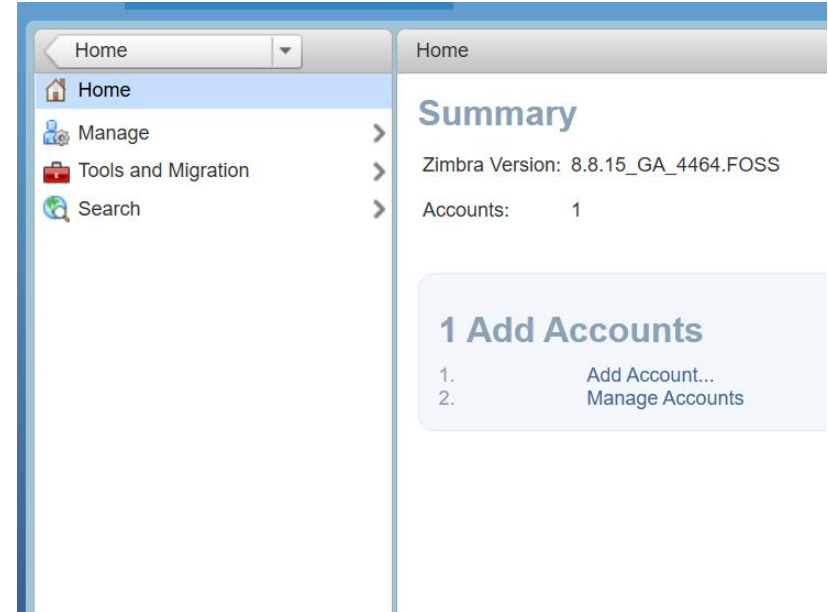 Home
Home
Manage
Tools and Migration
Search
Home
Summary
Zimbra Version: 8.8.15_GA_4464.FOSS
Accounts: 1
1 Add Accounts
1. Add Account...
2. Manage Accounts